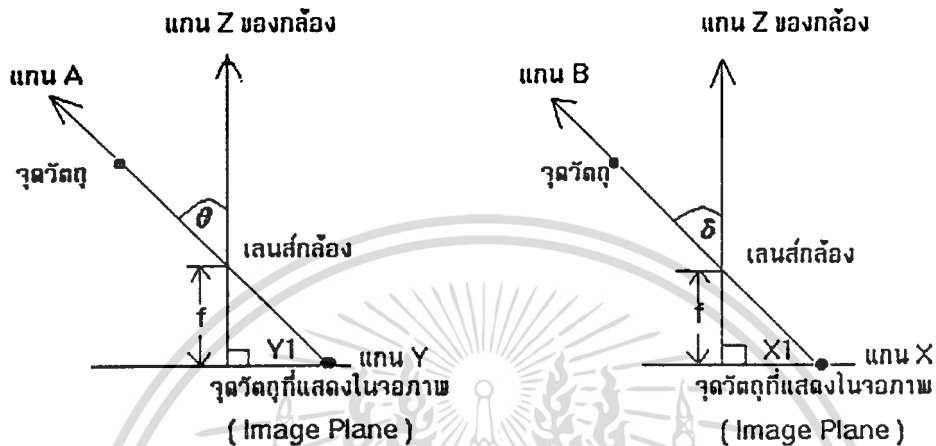 แกน Z ของกล้อง
แกน A
จุดวัตถุ
θ
เลนส์กล้อง
f
Y1
แกน Y
จุดวัตถุที่แสดงในจอภาพ
( Image Plane )
แกน Z ของกล้อง
แกน B
จุดวัตถุ
δ
เลนส์กล้อง
f
X1
แกน X
จุดวัตถุที่แสดงในจอภาพ
( Image Plane )